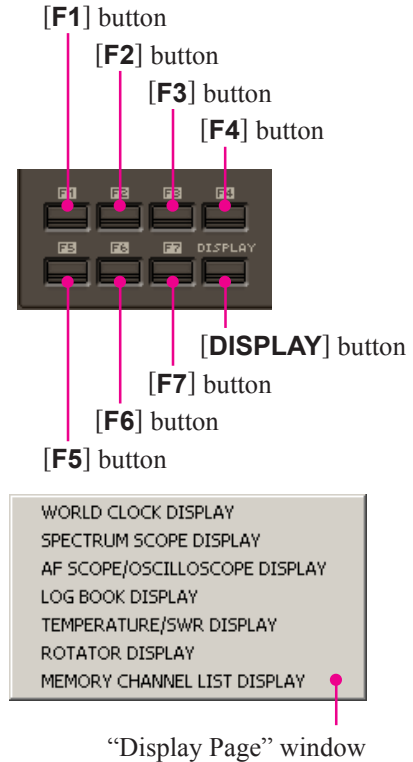 [F1] button
[F2] button
[F3] button
[F4] button
F1 F2 F3 F4
F5 F6 F7 DISPLAY
[DISPLAY] button
[F7] button
[F6] button
[F5] button
WORLD CLOCK DISPLAY
SPECTRUM SCOPE DISPLAY
AF SCOPE/OSCILLOSCOPE DISPLAY
LOG BOOK DISPLAY
TEMPERATURE/SWR DISPLAY
ROTATOR DISPLAY
MEMORY CHANNEL LIST DISPLAY
“Display Page” window